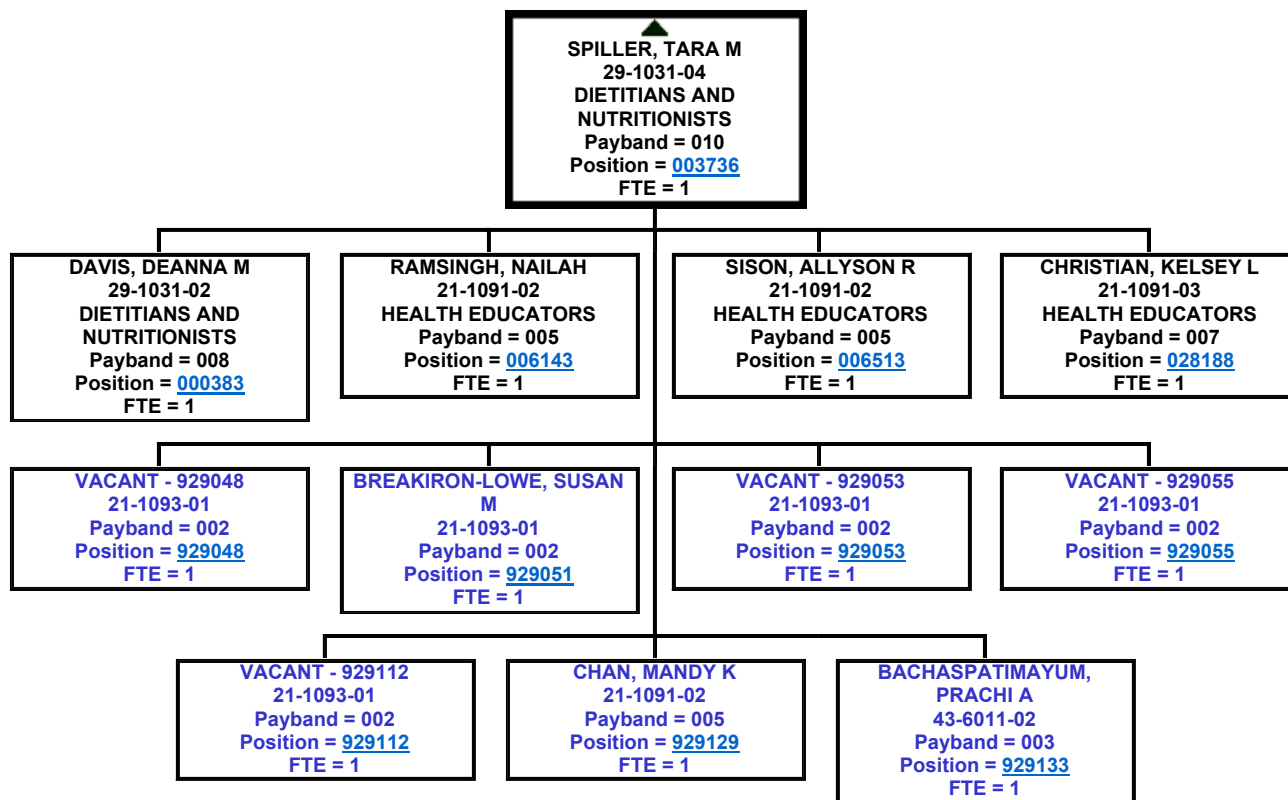 SPILLER, TARA M
29-1031-04
DIETITIANS AND
NUTRITIONISTS
Payband = 010
Position = 003736
FTE = 1
DAVIS, DEANNA M
29-1031-02
DIETITIANS AND
NUTRITIONISTS
Payband = 008
Position = 000383
FTE = 1
RAMSINGH, NAILAH
21-1091-02
HEALTH EDUCATORS
Payband = 005
Position = 006143
FTE = 1
SISON, ALLYSON R
21-1091-02
HEALTH EDUCATORS
Payband = 005
Position = 006513
FTE = 1
CHRISTIAN, KELSEY L
21-1091-03
HEALTH EDUCATORS
Payband = 007
Position = 028188
FTE = 1
VACANT - 929048
21-1093-01
Payband = 002
Position = 929048
FTE = 1
BREAKIRON-LOWE, SUSAN
M
21-1093-01
Payband = 002
Position = 929051
FTE = 1
VACANT - 929053
21-1093-01
Payband = 002
Position = 929053
FTE = 1
VACANT - 929055
21-1093-01
Payband = 002
Position = 929055
FTE = 1
VACANT - 929112
21-1093-01
Payband = 002
Position = 929112
FTE = 1
CHAN, MANDY K
21-1091-02
Payband = 005
Position = 929129
FTE = 1
BACHASPATIMAYUM,
PRACHI A
43-6011-02
Payband = 003
Position = 929133
FTE = 1